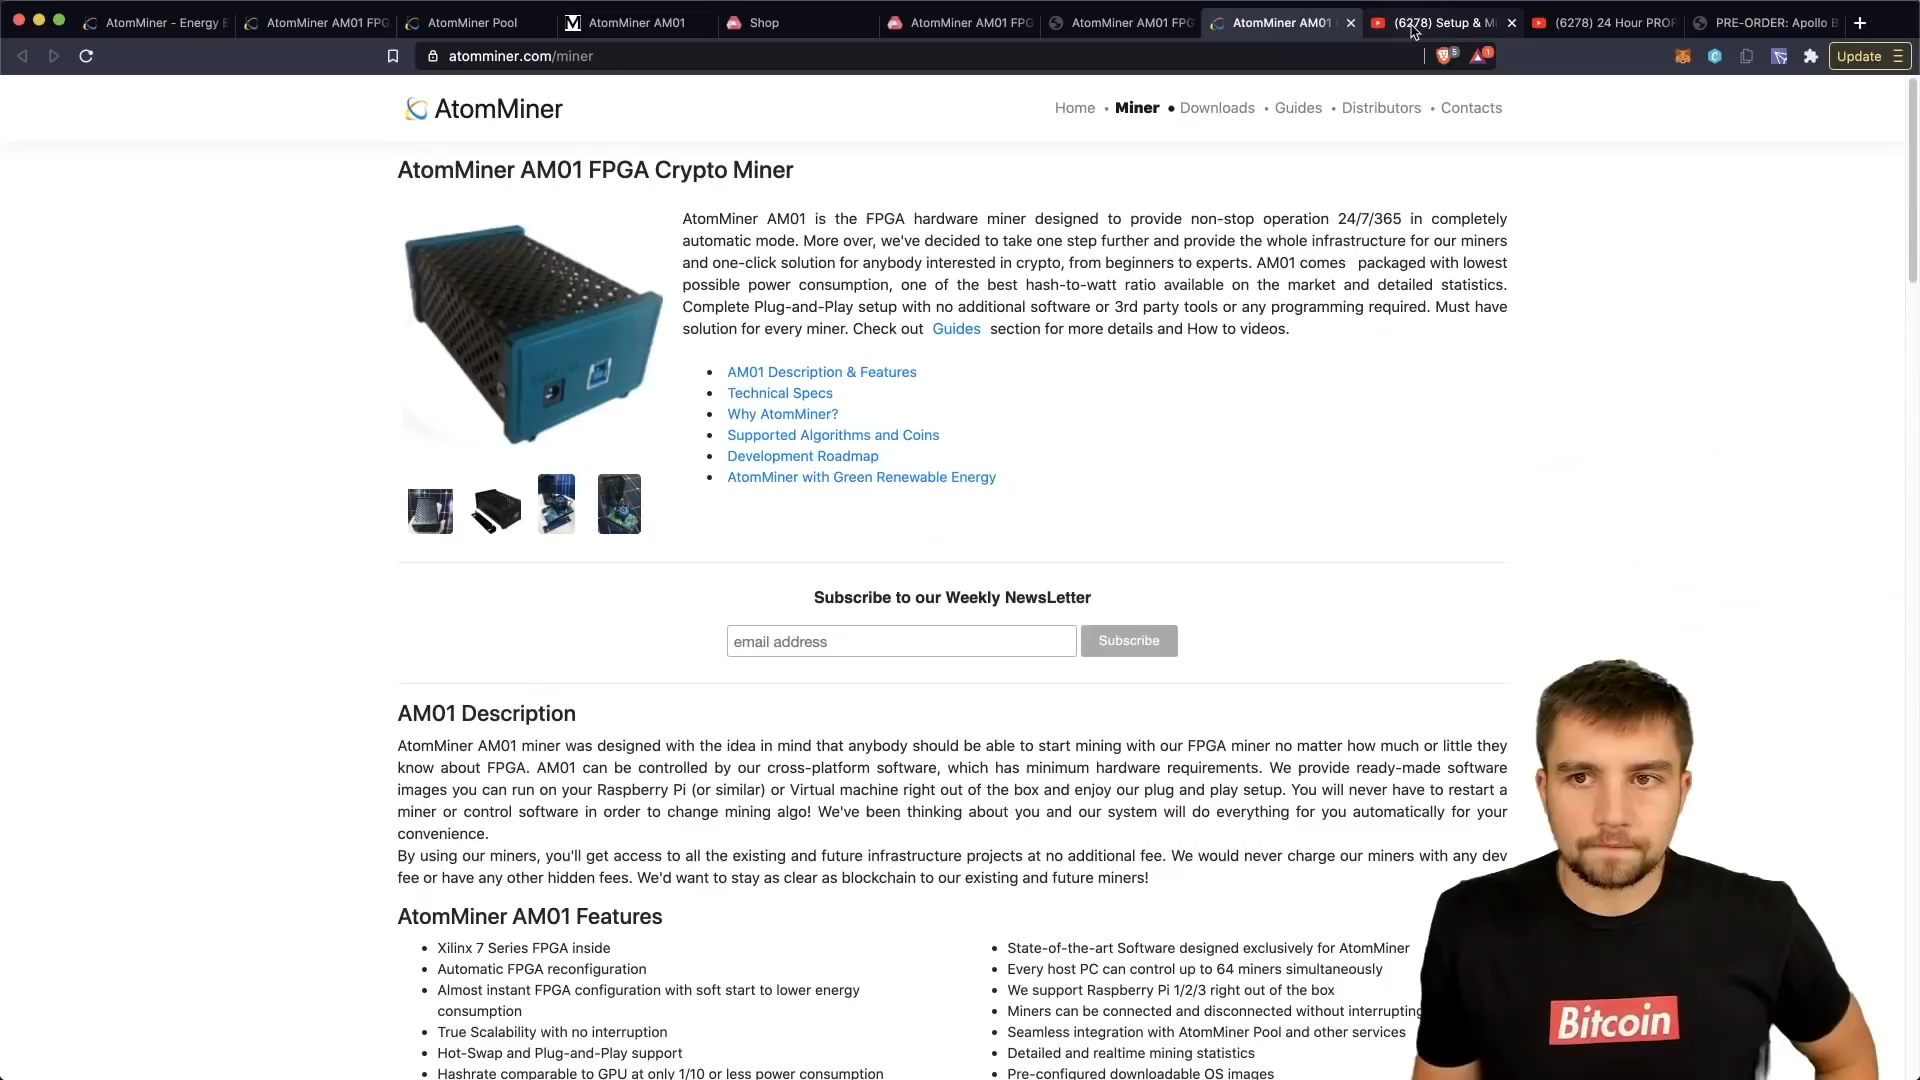 AtomMiner - Energy E
AtomMiner AM01 FPG
AtomMiner Pool
AtomMiner AM01
Shop
AtomMiner AM01 FPG
AtomMiner AM01 FPG
AtomMiner AM01
(6278) Setup & M
(6278) 24 Hour PROF
PRE-ORDER: Apollo B
atomminer.com/miner
5
1
Update
AtomMiner
Home • Miner • Downloads • Guides • Distributors • Contacts
AtomMiner AM01 FPGA Crypto Miner
AtomMiner AM01 is the FPGA hardware miner designed to provide non-stop operation 24/7/365 in completely
automatic mode. More over, we've decided to take one step further and provide the whole infrastructure for our miners
and one-click solution for anybody interested in crypto, from beginners to experts. AM01 comes packaged with lowest
possible power consumption, one of the best hash-to-watt ratio available on the market and detailed statistics.
Complete Plug-and-Play setup with no additional software or 3rd party tools or any programming required. Must have
solution for every miner. Check out Guides section for more details and How to videos.
• AM01 Description & Features
• Technical Specs
• Why AtomMiner?
• Supported Algorithms and Coins
• Development Roadmap
• AtomMiner with Green Renewable Energy
Subscribe to our Weekly NewsLetter
email address
Subscribe
AM01 Description
AtomMiner AM01 miner was designed with the idea in mind that anybody should be able to start mining with our FPGA miner no matter how much or little they
know about FPGA. AM01 can be controlled by our cross-platform software, which has minimum hardware requirements. We provide ready-made software
images you can run on your Raspberry Pi (or similar) or Virtual machine right out of the box and enjoy our plug and play setup. You will never have to restart a
miner or control software in order to change mining algo! We've been thinking about you and our system will do everything for you automatically for your
convenience.
By using our miners, you'll get access to all the existing and future infrastructure projects at no additional fee. We would never charge our miners with any dev
fee or have any other hidden fees. We'd want to stay as clear as blockchain to our existing and future miners!
AtomMiner AM01 Features
• Xilinx 7 Series FPGA inside
• Automatic FPGA reconfiguration
• Almost instant FPGA configuration with soft start to lower energy
consumption
• True Scalability with no interruption
• Hot-Swap and Plug-and-Play support
• Hashrate comparable to GPU at only 1/10 or less power consumption
• State-of-the-art Software designed exclusively for AtomMiner
• Every host PC can control up to 64 miners simultaneously
• We support Raspberry Pi 1/2/3 right out of the box
• Miners can be connected and disconnected without interrupting
• Seamless integration with AtomMiner Pool and other services
• Detailed and realtime mining statistics
• Pre-configured downloadable OS images
Bitcoin